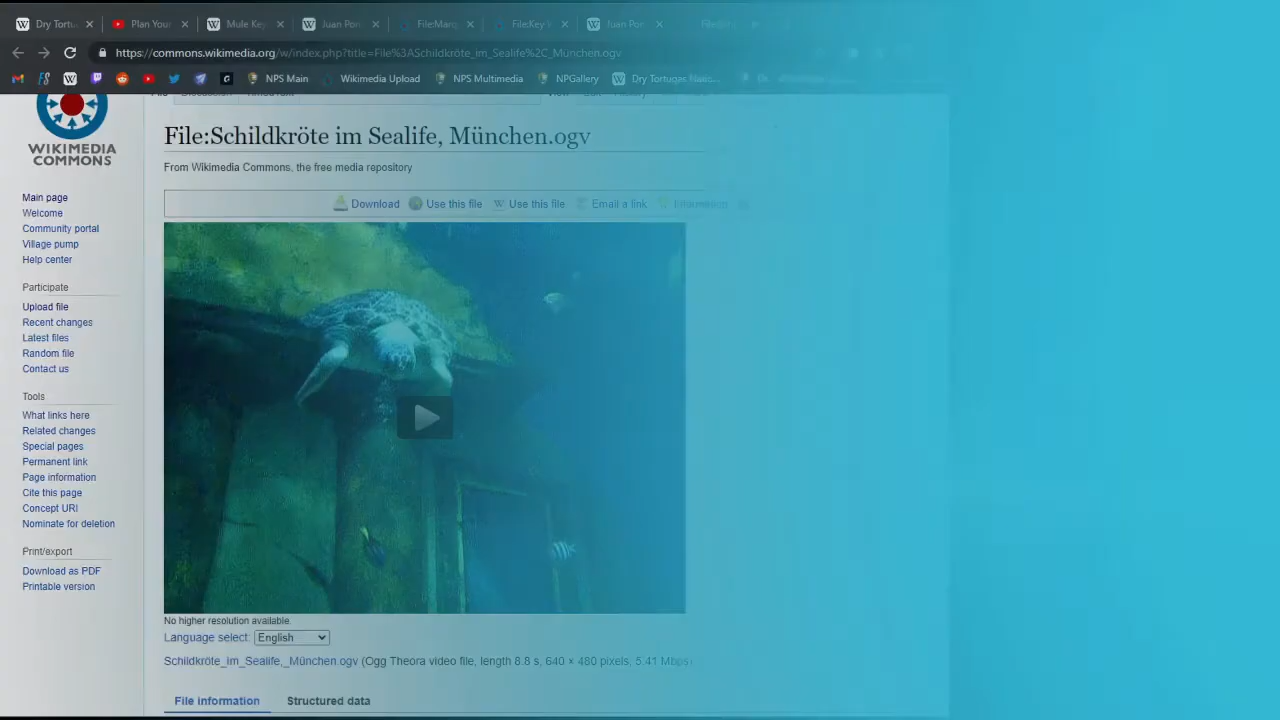 Dry Tortu
Plan Your
Mule Key
Juan Pon
File:Marq
File:Key
Juan Pon
https://commons.wikimedia.org/w/index.php?title=File%3ASchildkröte_im_Sealife%2C_München.ogv
NPS Main
Wikimedia Upload
NPS Multimedia
NPGallery
Dry Tortugas Natio...
WIKIMEDIA
COMMONS
Main page
Welcome
Community portal
Village pump
Help center
Participate
Upload file
Recent changes
Latest files
Random file
Contact us
Tools
What links here
Related changes
Special pages
Permanent link
Page information
Cite this page
Concept URI
Nominate for deletion
Print/export
Download as PDF
Printable version
File:Schildkröte im Sealife, München.ogv
From Wikimedia Commons, the free media repository
Download
Use this file
Use this file
Email a link
Information
No higher resolution available.
Language select: English
Schildkröte_im_Sealife,_München.ogv (Ogg Theora video file, length 8.8 s, 640 × 480 pixels, 5.41 Mbps)
File information
Structured data